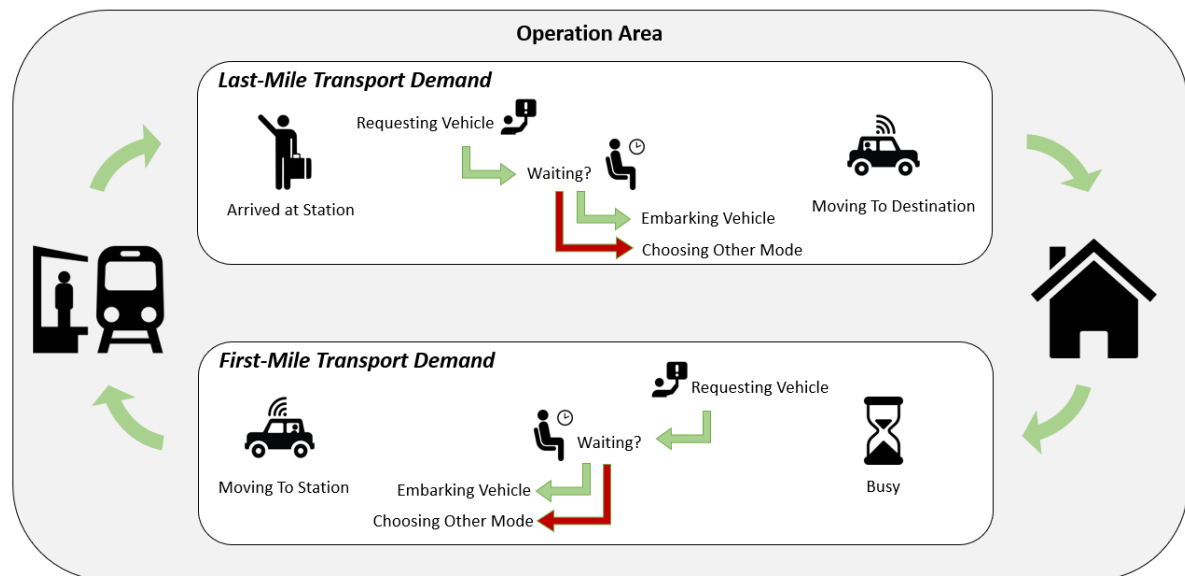 Operation Area
Last-Mile Transport Demand
Requesting Vehicle
Waiting?
Arrived at Station
Embarking Vehicle
Choosing Other Mode
Moving To Destination
First-Mile Transport Demand
Requesting Vehicle
Waiting?
Moving To Station
Embarking Vehicle
Choosing Other Mode
Busy